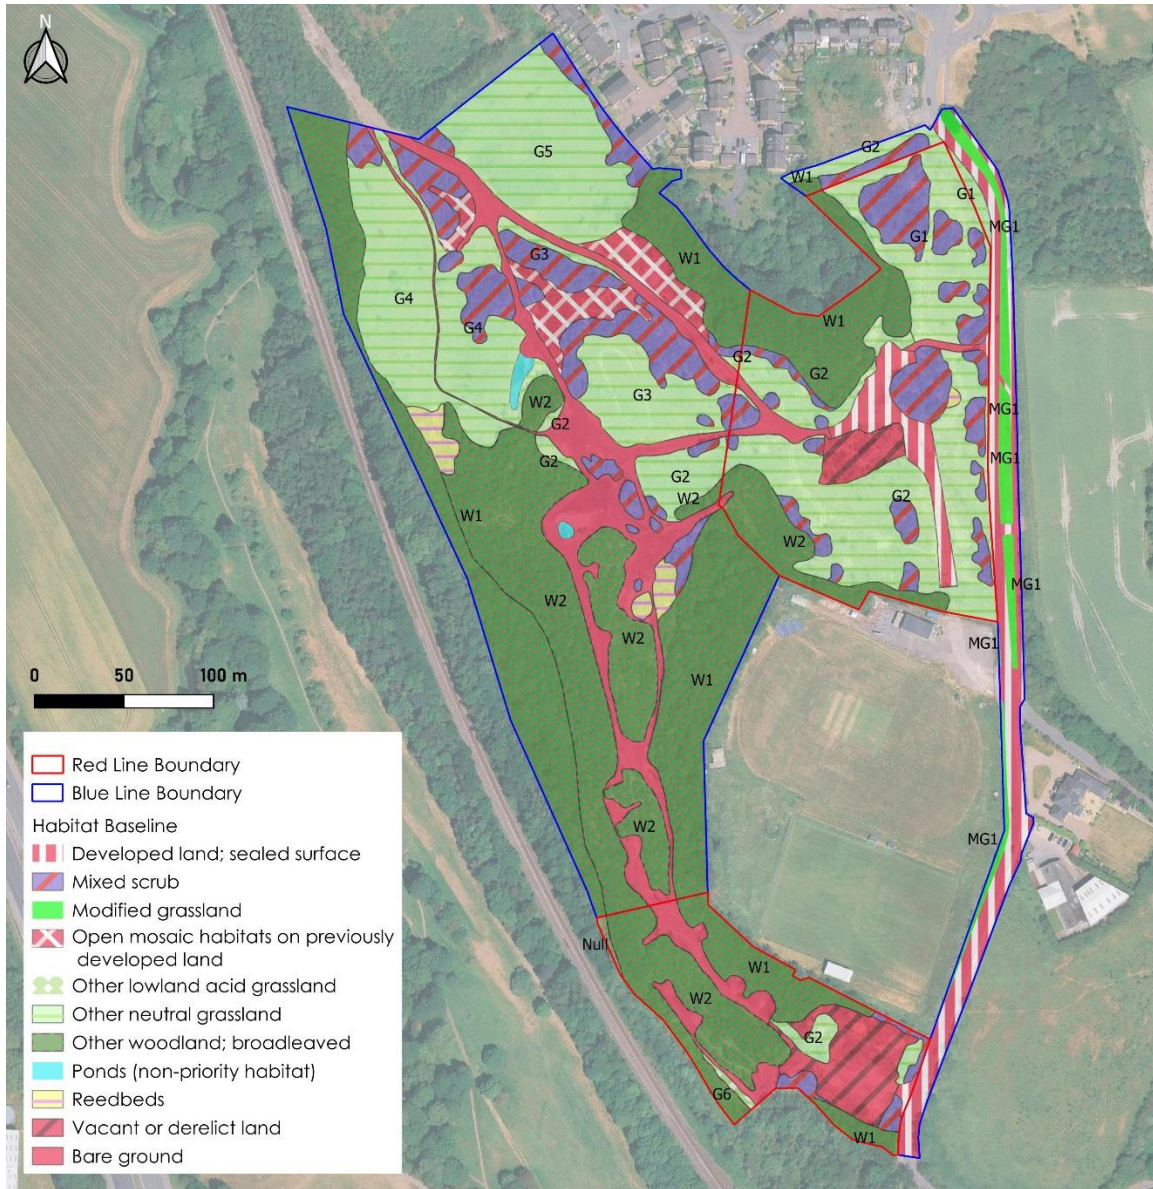 N
G2
W1
G5
G1
MG1
G1
W1
G3
G4
W1
G4
G2
G2
G3
W2
MG1
G2
G2
MG1
G2
W2
G2
W1
W2
MG1
W2
W2
MG1
0 50 100 m
W1
Red Line Boundary
Blue Line Boundary
Habitat Baseline
Developed land; sealed surface
Mixed scrub
Modified grassland
Open mosaic habitats on previously
developed land
Other lowland acid grassland
Other neutral grassland
Other woodland; broadleaved
Ponds (non-priority habitat)
Reedbeds
Vacant or derelict land
Bare ground
W2
MG1
Null
W1
W2
G2
G6
W1